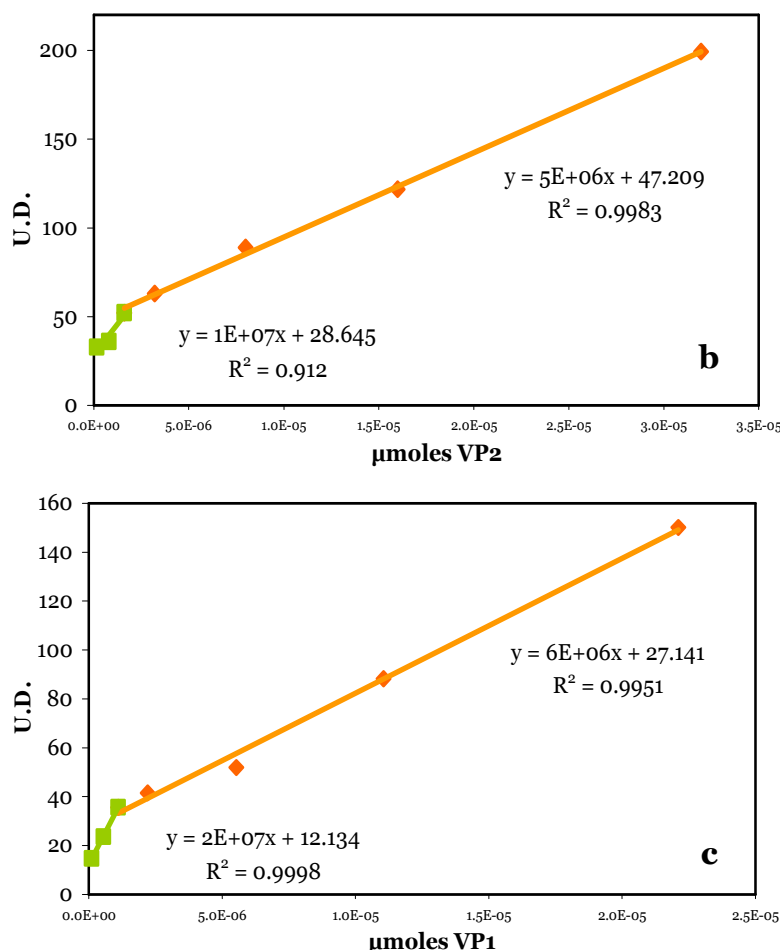 200
150
100
50
0
U.D.
y = 5E+06x + 47.209
R² = 0.9983
y = 1E+07x + 28.645
R² = 0.912
b
0.0E+00 5.0E-06 1.0E-05 1.5E-05 2.0E-05 2.5E-05 3.0E-05 3.5E-05
µmoles VP2
160
140
120
100
80
60
40
20
0
U.D.
y = 6E+06x + 27.141
R² = 0.9951
y = 2E+07x + 12.134
R² = 0.9998
c
0.0E+00 5.0E-06 1.0E-05 1.5E-05 2.0E-05 2.5E-05
µmoles VP1